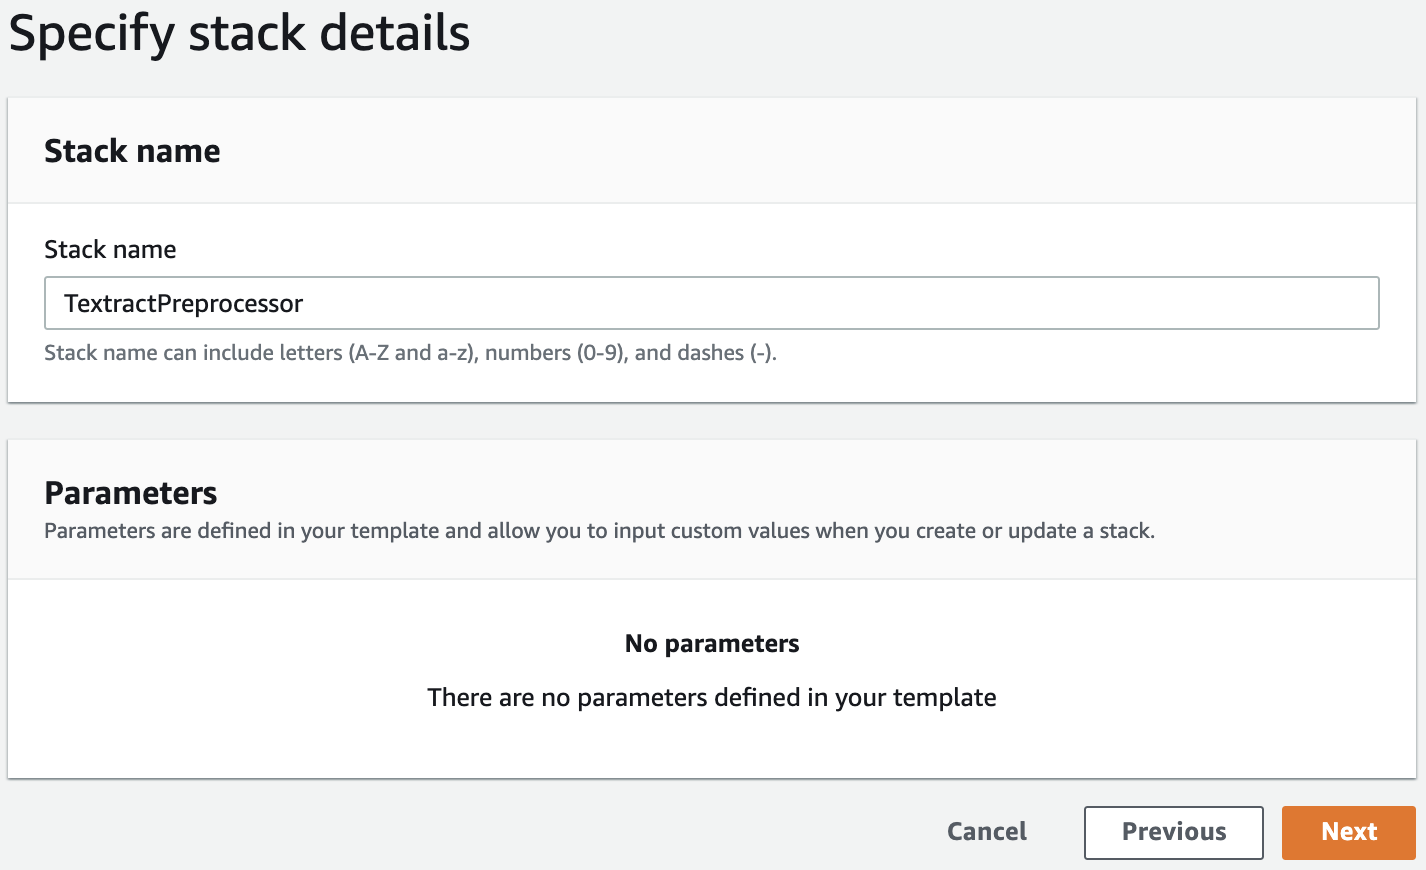 Specify stack details
Stack name
Stack name
TextractPreprocessor
Stack name can include letters (A-Z and a-z), numbers (0-9), and dashes (-).
Parameters
Parameters are defined in your template and allow you to input custom values when you create or update a stack.
No parameters
There are no parameters defined in your template
Cancel Previous Next